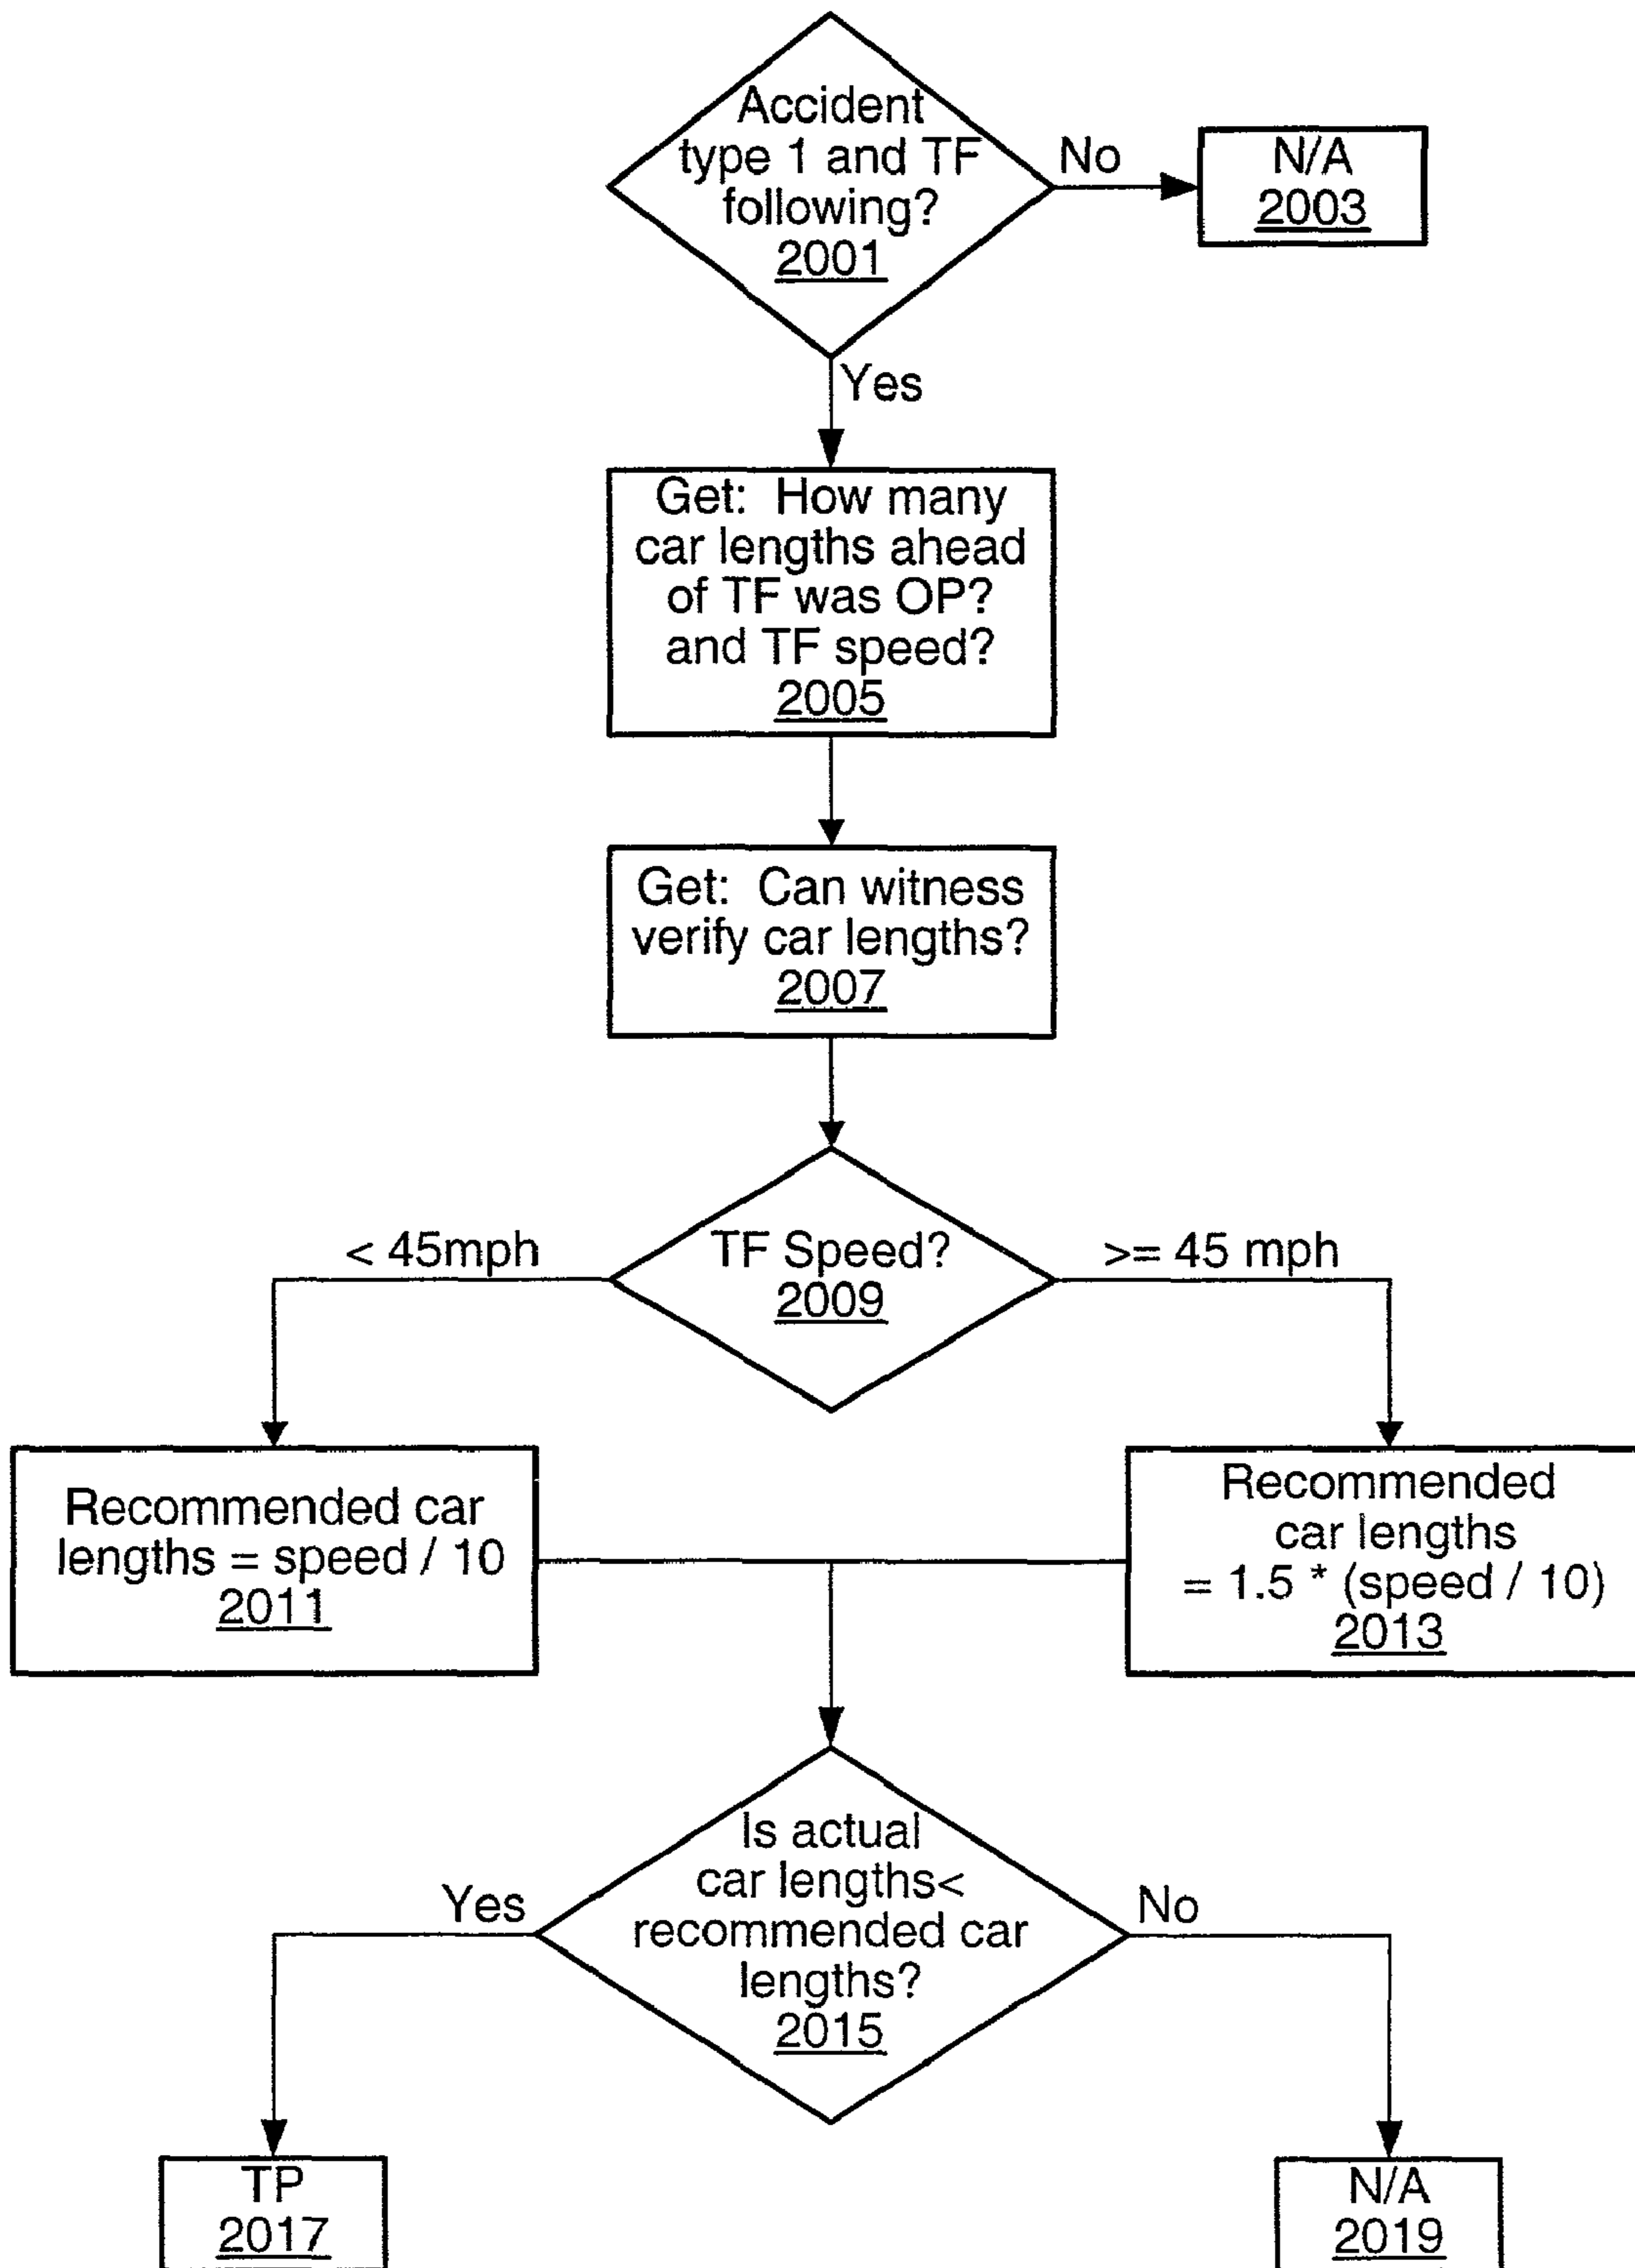 Accident
type 1 and TF
following?
2001
No
N/A
2003
Yes
Get: How many
car lengths ahead
of TF was OP?
and TF speed?
2005
Get: Can witness
verify car lengths?
2007
< 45mph
TF Speed?
2009
>= 45 mph
Recommended car
lengths = speed / 10
2011
Recommended
car lengths
= 1.5 * (speed / 10)
2013
Is actual
car lengths<
recommended car
lengths?
2015
Yes
No
TP
2017
N/A
2019